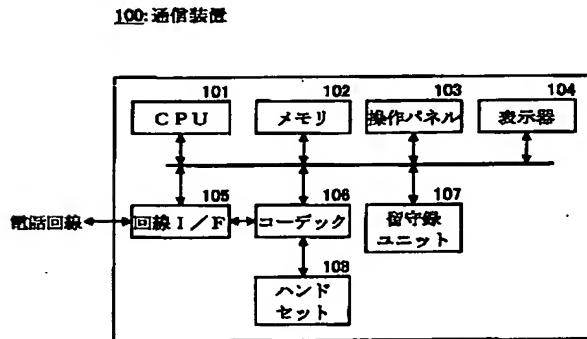 100: 通信装置
101
102
103
104
CPU
メモリ
操作パネル
表示器
105
106
107
電話回線
回線I/F
コーデック
留守録
ユニット
108
ハンド
セット